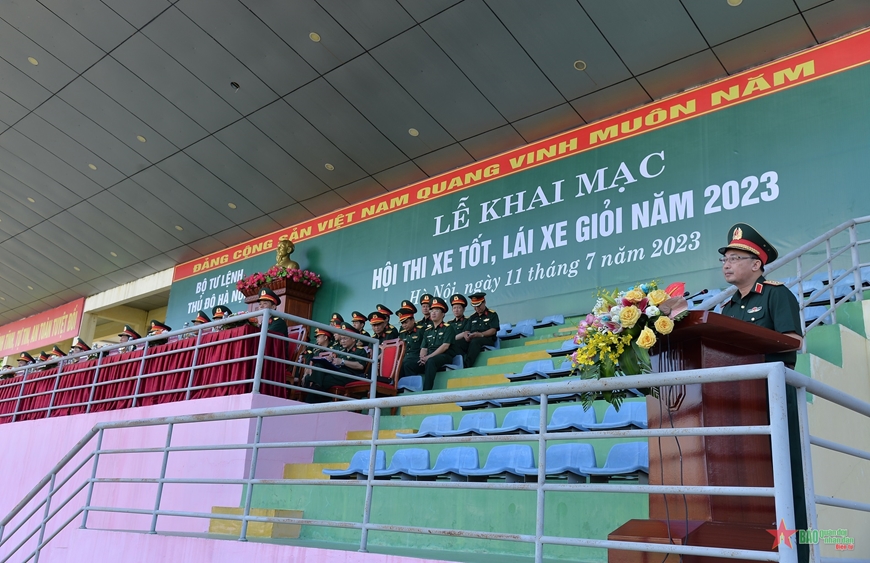 ĐẢNG CỘNG SẢN VIỆT NAM QUANG VINH MUÔN NĂM
BỘ TƯ LỆNH
THỦ ĐÔ HÀ NỘI
LỄ KHAI MẠC
HỘI THI XE TỐT, LÁI XE GIỎI NĂM 2023
Hà Nội, ngày 11 tháng 7 năm 2023
BÁO